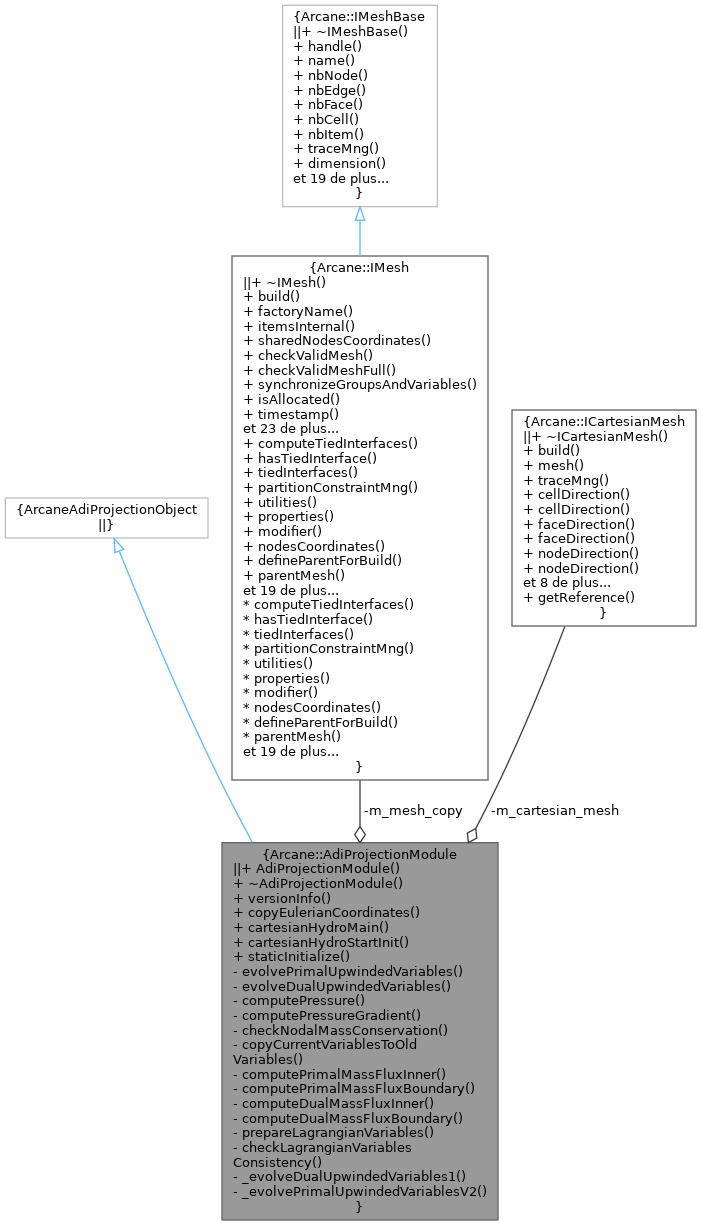 {Arcane::IMeshBase
||+ ~IMeshBase()
+ handle()
+ name()
+ nbNode()
+ nbEdge()
+ nbFace()
+ nbCell()
+ nbItem()
+ traceMng()
+ dimension()
et 19 de plus...
}
{Arcane::IMesh
||+ ~IMesh()
+ build()
+ factoryName()
+ itemsInternal()
+ sharedNodesCoordinates()
+ checkValidMesh()
+ checkValidMeshFull()
+ synchronizeGroupsAndVariables()
+ isAllocated()
+ timestamp()
et 23 de plus...
+ computeTiedInterfaces()
+ hasTiedInterface()
+ tiedInterfaces()
+ partitionConstraintMng()
+ utilities()
+ properties()
+ modifier()
+ nodesCoordinates()
+ defineParentForBuild()
+ parentMesh()
et 19 de plus...
* computeTiedInterfaces()
* hasTiedInterface()
* tiedInterfaces()
* partitionConstraintMng()
* utilities()
* properties()
* modifier()
* nodesCoordinates()
* defineParentForBuild()
* parentMesh()
et 19 de plus...
}
{Arcane::ICartesianMesh
||+ ~ICartesianMesh()
+ build()
+ mesh()
+ traceMng()
+ cellDirection()
+ cellDirection()
+ faceDirection()
+ faceDirection()
+ nodeDirection()
+ nodeDirection()
et 8 de plus...
+ getReference()
}
{ArcaneAdiProjectionObject
||}
-m_mesh_copy
-m_cartesian_mesh
{Arcane::AdiProjectionModule
||+ AdiProjectionModule()
+ ~AdiProjectionModule()
+ versionInfo()
+ copyEulerianCoordinates()
+ cartesianHydroMain()
+ cartesianHydroStartInit()
+ staticInitialize()
- evolvePrimalUpwindedVariables()
- evolveDualUpwindedVariables()
- computePressure()
- computePressureGradient()
- checkNodalMassConservation()
- copyCurrentVariablesToOld
Variables()
- computePrimalMassFluxInner()
- computePrimalMassFluxBoundary()
- computeDualMassFluxInner()
- computeDualMassFluxBoundary()
- prepareLagrangianVariables()
- checkLagrangianVariables
Consistency()
- _evolveDualUpwindedVariables1()
- _evolvePrimalUpwindedVariablesV2()
}